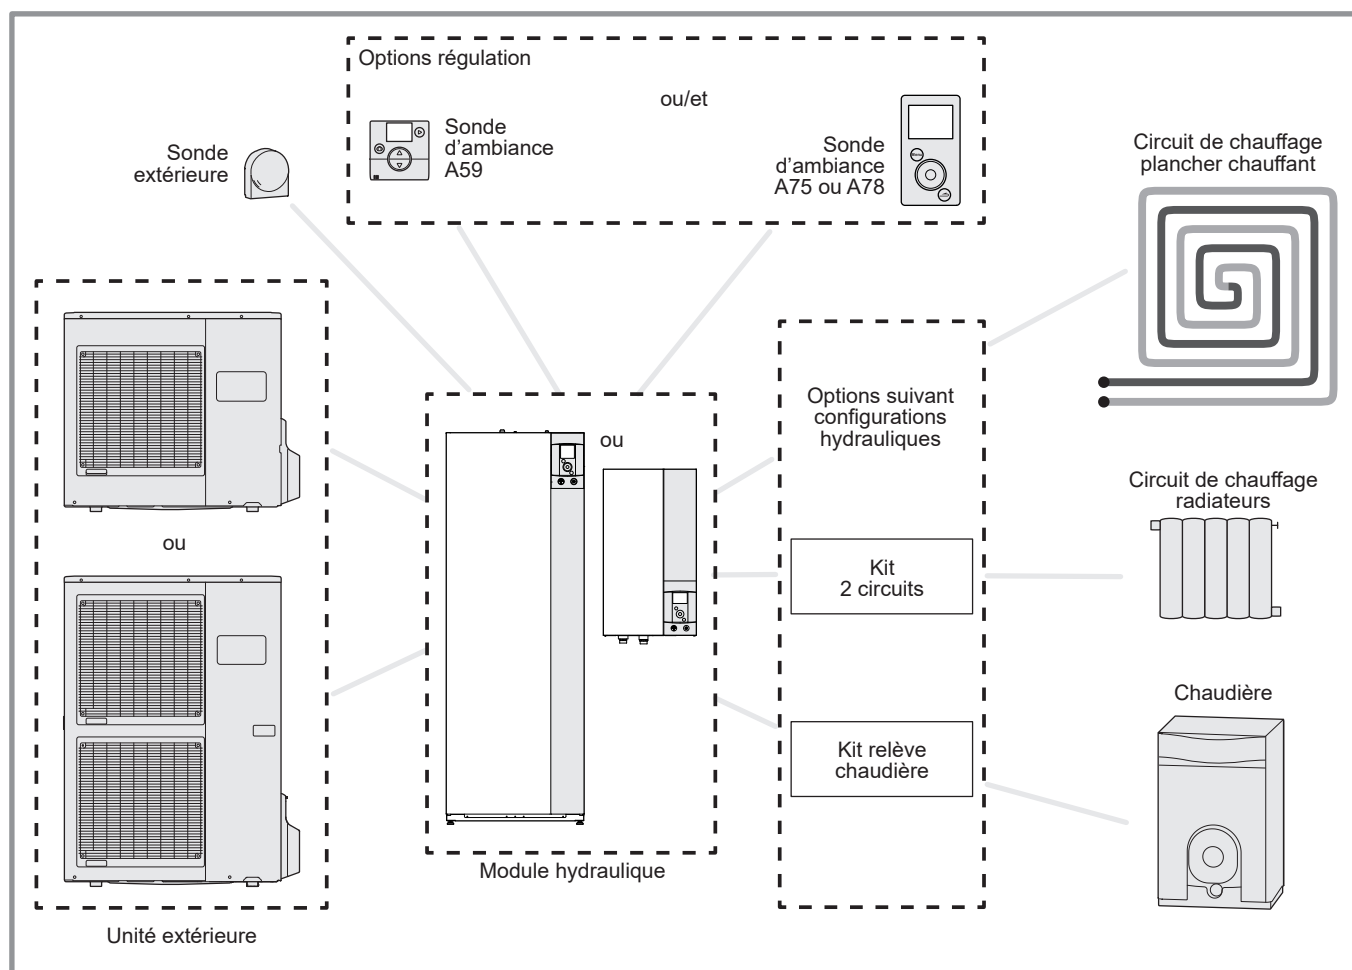 Options régulation
ou/et
Sonde
d'ambiance
A59
Sonde
d'ambiance
A75 ou A78
Sonde
extérieure
Circuit de chauffage
plancher chauffant
ou
Unité extérieure
ou
Module hydraulique
Options suivant
configurations
hydrauliques
Kit
2 circuits
Kit relève
chaudière
Circuit de chauffage
radiateurs
Chaudière